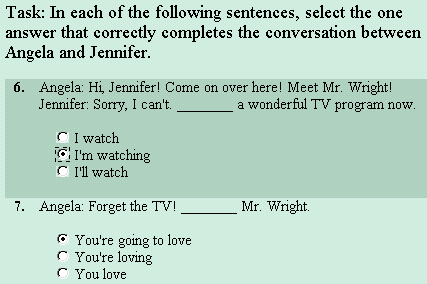 Task: In each of the following sentences, select the one
answer that correctly completes the conversation between
Angela and Jennifer.
6. Angela: Hi, Jennifer! Come on over here! Meet Mr. Wright!
Jennifer: Sorry, I can't. ________ a wonderful TV program now.
I watch
I'm watching
I'll watch
7. Angela: Forget the TV! ________ Mr. Wright.
You're going to love
You're loving
You love